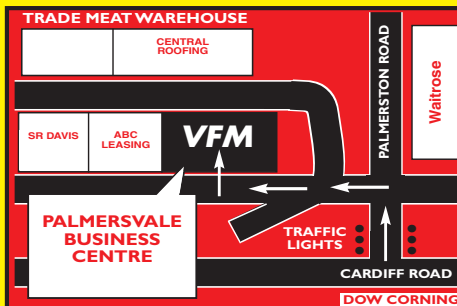 TRADE MEAT WAREHOUSE
CENTRAL
ROOFING
PALMERSTON ROAD
Waitrose
SR DAVIS
ABC
LEASING
VFM
PALMERSVALE
BUSINESS
CENTRE
TRAFFIC
LIGHTS
CARDIFF ROAD
DOW CORNING